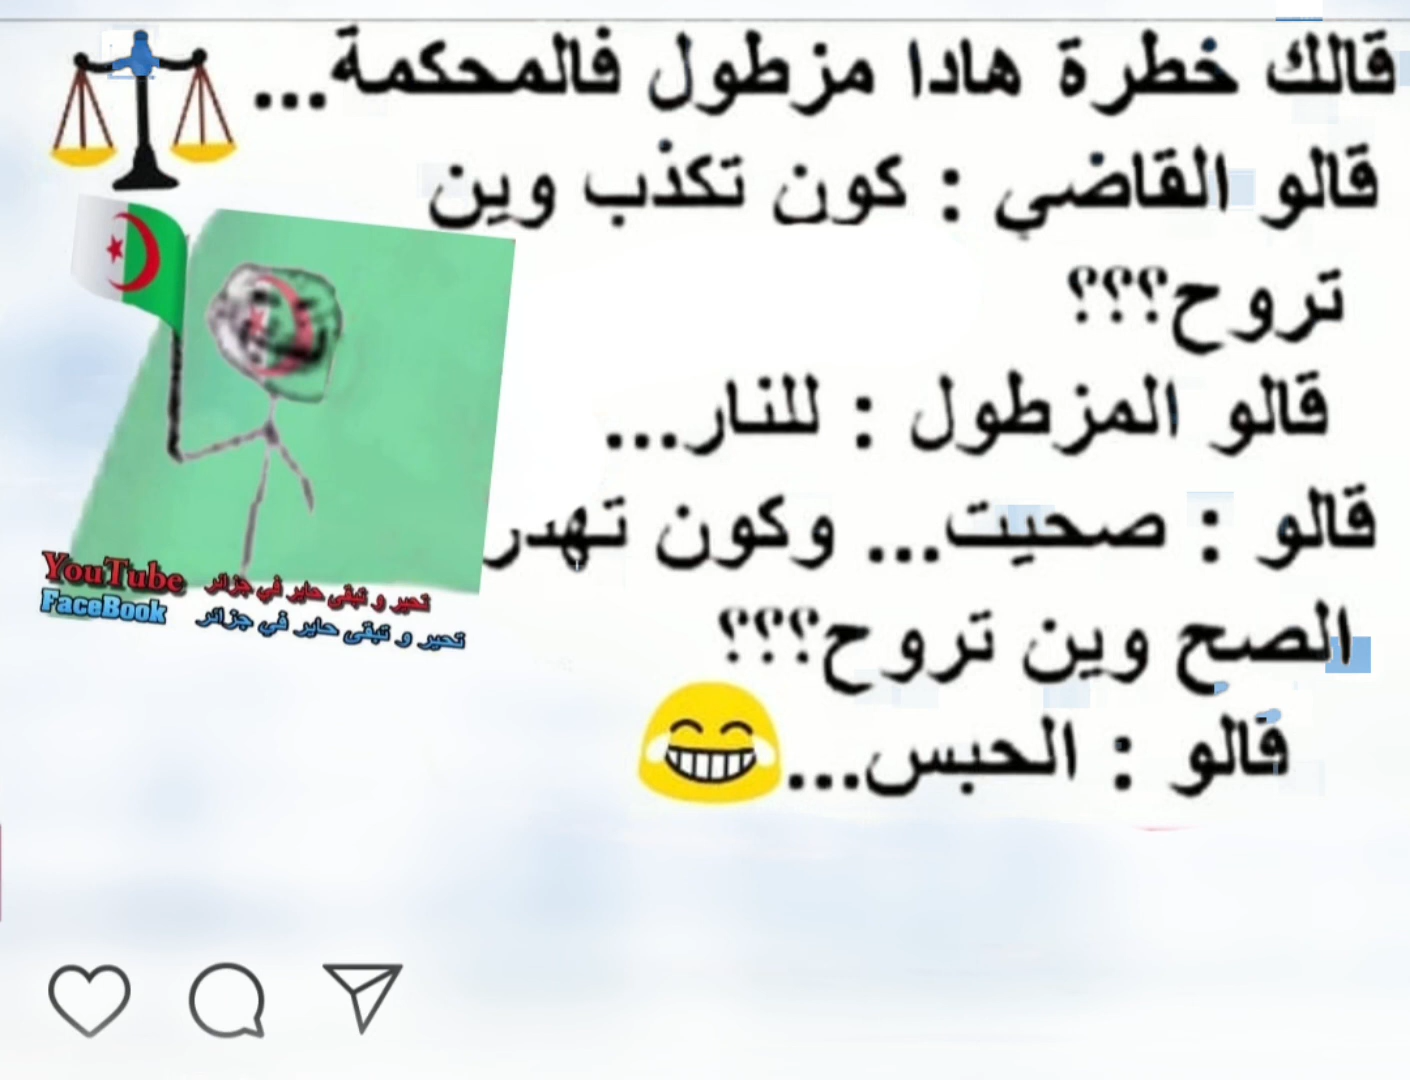 قالك خطرة هادا مزطول فالمحكمة...
قالو القاضي : كون تكذب وين
تروح؟؟؟
قالو المزطول : للنار...
قالو : صحيت... وكون تهدر
الصح وين تروح؟؟؟
قالو : الحبس...
YouTube تحير و تبقى حاير في جزائر
FaceBook تحير و تبقى حاير في جزائر